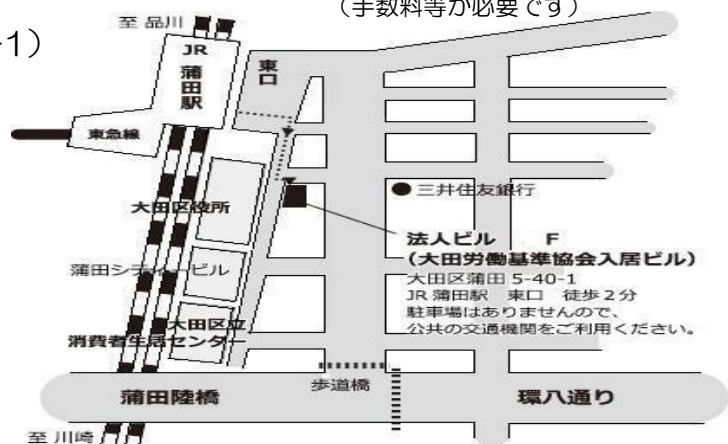 （手数料等が必要です）
-1）
至 品川
JR
蒲田駅
東口
東急線
大田区役所
三井住友銀行
法人ビル F
（大田労働基準協会入居ビル）
大田区蒲田 5-40-1
JR 蒲田駅 東口 徒歩２分
駐車場はありませんので、
公共の交通機関をご利用ください。
蒲田シティービル
大田区立
消費者生活センター
歩道橋
蒲田陸橋
環八通り
至 川崎